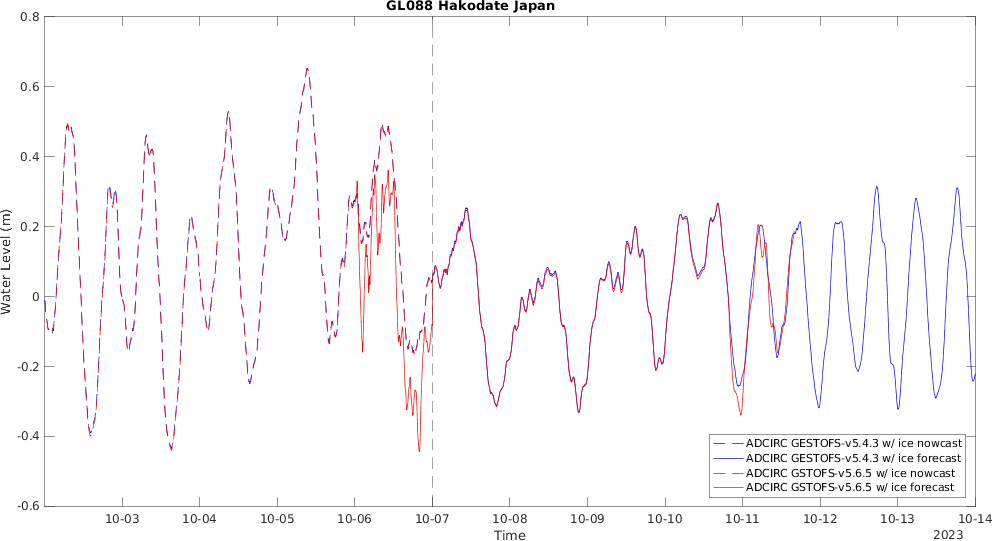 GL088 Hakodate Japan
0.8
0.6
0.4
0.2
0
-0.2
-0.4
-0.6
Water Level (m)
ADCIRC GESTOFS-v5.4.3 w/ ice nowcast
ADCIRC GESTOFS-v5.4.3 w/ ice forecast
ADCIRC GSTOFS-v5.6.5 w/ ice nowcast
ADCIRC GSTOFS-v5.6.5 w/ ice forecast
10-03 10-04 10-05 10-06 10-07 10-08 10-09 10-10 10-11 10-12 10-13 10-14
Time
2023